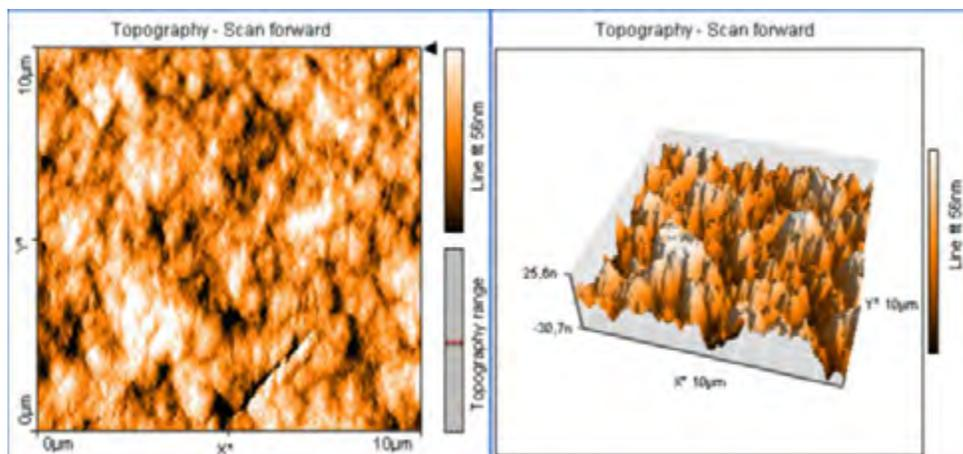 Topography - Scan forward
10µm
Y*
0µm
0µm
X*
10µm
Line fit 56nm
Topography range
Topography - Scan forward
25,6n
-30,7n
X* 10µm
Y* 10µm
Line fit 56nm